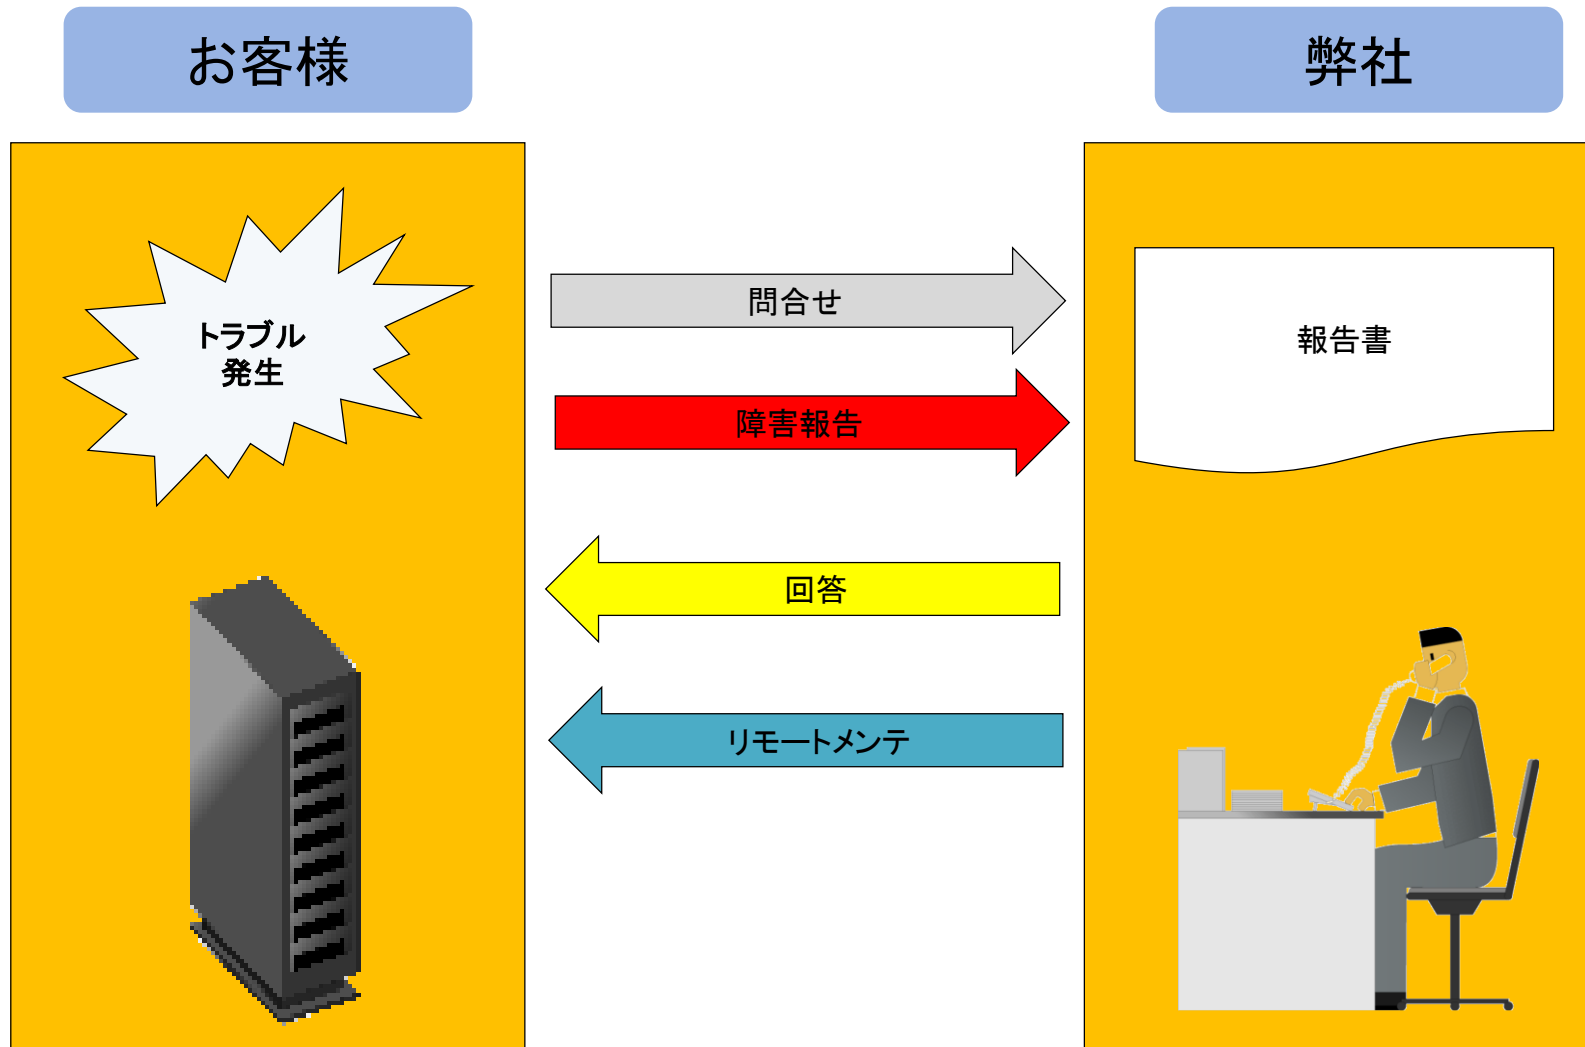 お客様
弊社
トラブル
発生
問合せ
報告書
障害報告
回答
リモートメンテ